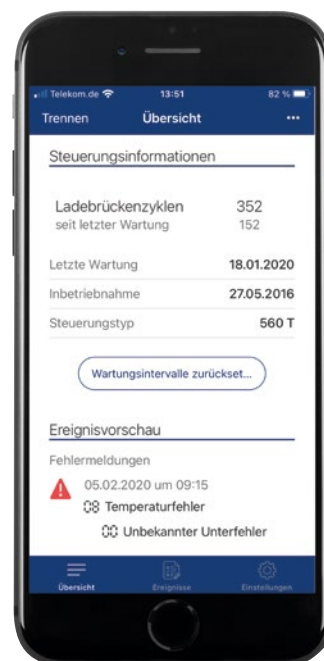 Telekom.de 13:51 82 %
Trennen Übersicht •••
Steuerungsinformationen
Ladebrückenzyklen 352
seit letzter Wartung 152
Letzte Wartung 18.01.2020
Inbetriebnahme 27.05.2016
Steuerungstyp 560 T
Wartungsintervalle zurückset...
Ereignisvorschau
Fehlermeldungen
05.02.2020 um 09:15
08 Temperaturfehler
00 Unbekannter Unterfehler
Übersicht Ereignisse Einstellungen